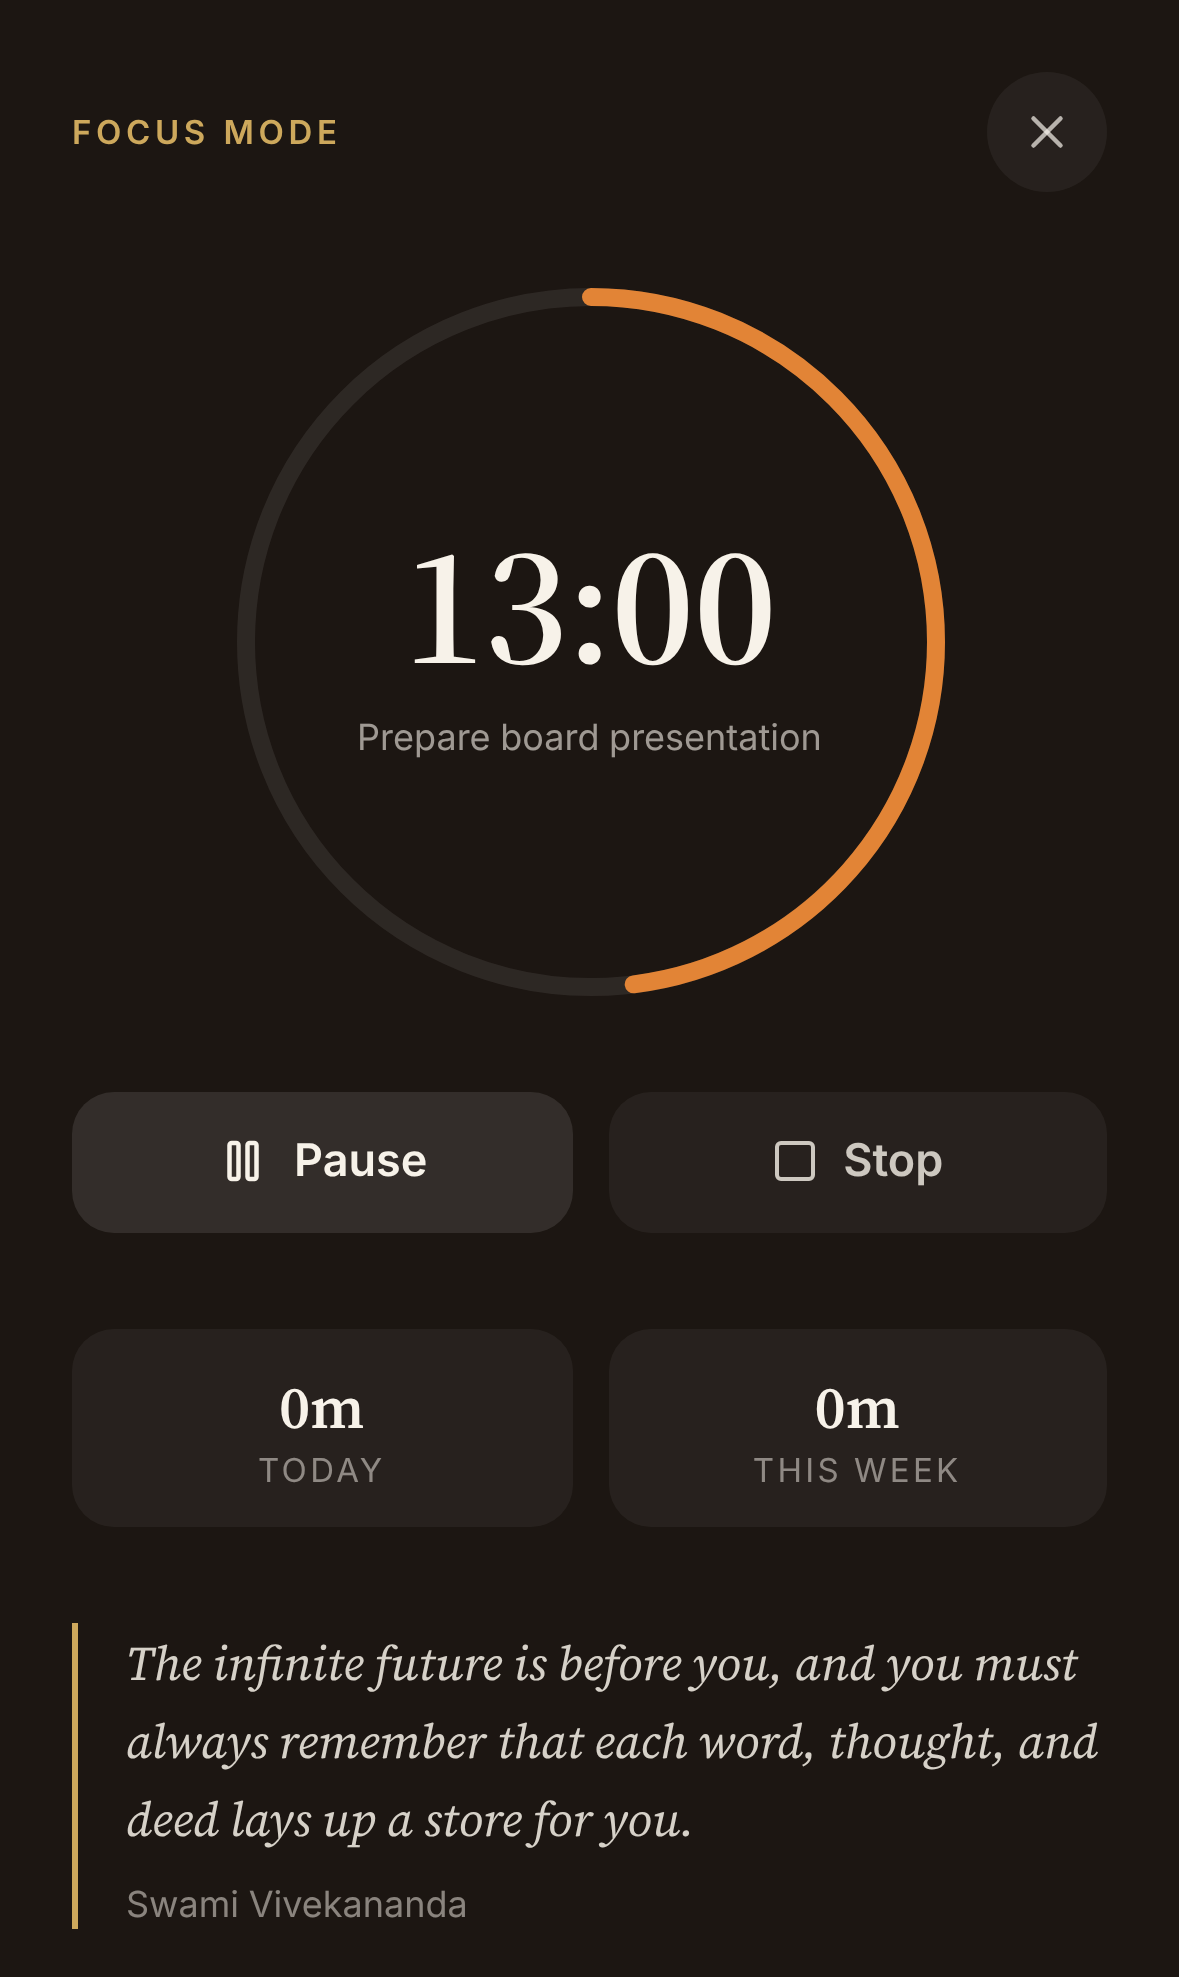 FOCUS MODE
13:00
Prepare board presentation
Pause
Stop
0m
TODAY
0m
THIS WEEK
The infinite future is before you, and you must
always remember that each word, thought, and
deed lays up a store for you.
Swami Vivekananda